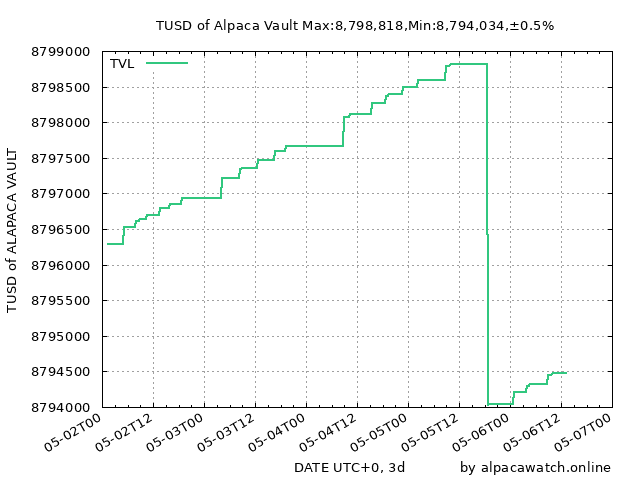 TUSD of Alpaca Vault Max:8,798,818,Min:8,794,034,±0.5%
TVL
8799000
8798500
8798000
8797500
8797000
8796500
8796000
8795500
8795000
8794500
8794000
TUSD of ALAPACA VAULT
05-02T00
05-02T12
05-03T00
05-03T12
05-04T00
05-04T12
05-05T00
05-05T12
05-06T00
05-06T12
05-07T00
DATE UTC+0, 3d
by alpacawatch.online